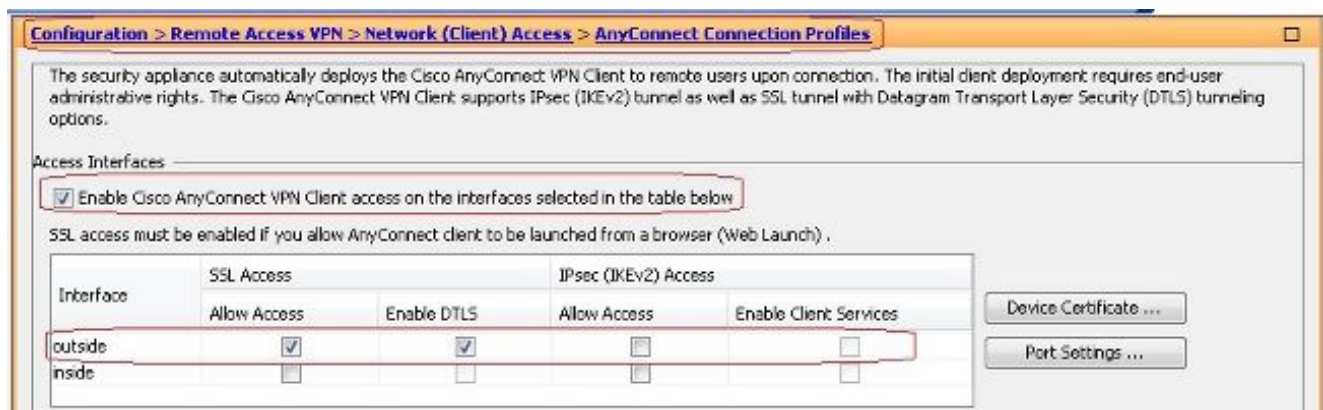 Configuration > Remote Access VPN > Network (Client) Access > AnyConnect Connection Profiles
The security appliance automatically deploys the Cisco AnyConnect VPN Client to remote users upon connection. The initial client deployment requires end-user
administrative rights. The Cisco AnyConnect VPN Client supports IPsec (IKEv2) tunnel as well as SSL tunnel with Datagram Transport Layer Security (DTLS) tunneling
options.
Access Interfaces
Enable Cisco AnyConnect VPN Client access on the interfaces selected in the table below
SSL access must be enabled if you allow AnyConnect client to be launched from a browser (Web Launch) .
Interface
SSL Access
IPsec (IKEv2) Access
Allow Access
Enable DTLS
Allow Access
Enable Client Services
outside
inside
Device Certificate ...
Port Settings ...